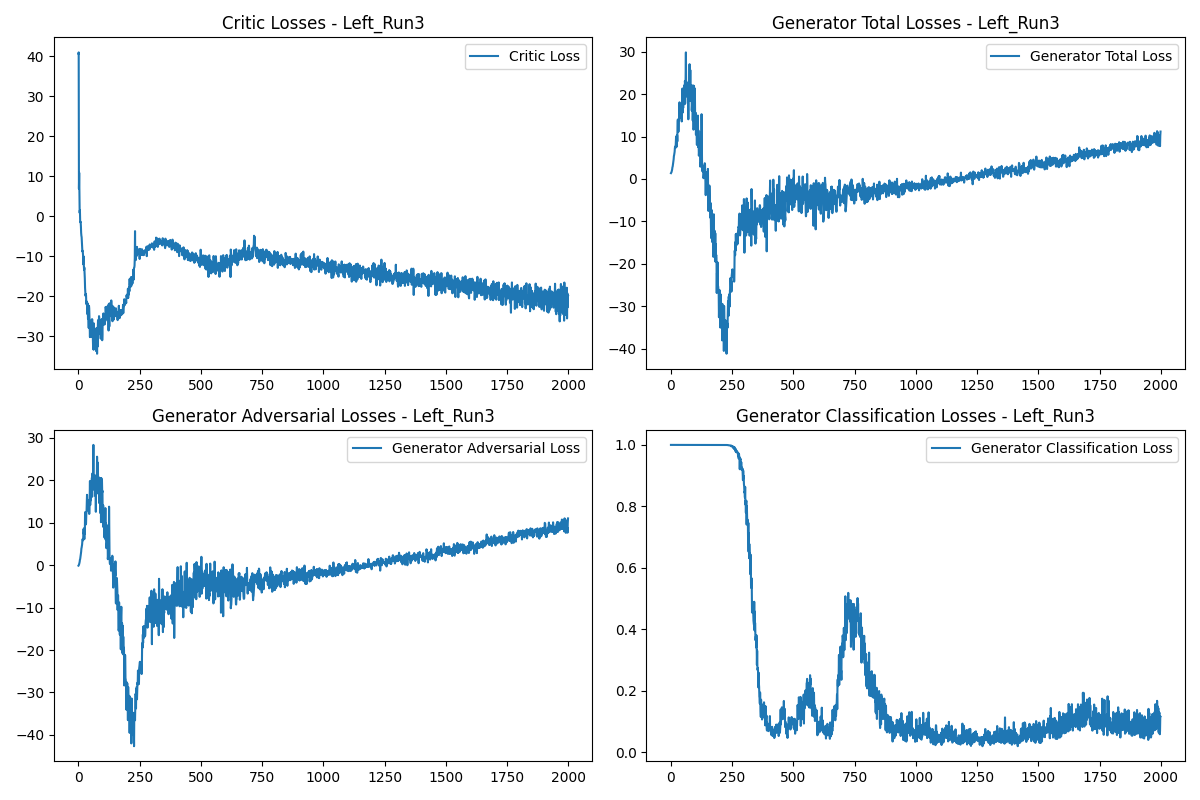 Critic Losses - Left_Run3
Critic Loss
40
30
20
10
0
−10
−20
−30
0 250 500 750 1000 1250 1500 1750 2000
Generator Total Losses - Left_Run3
Generator Total Loss
30
20
10
0
−10
−20
−30
−40
0 250 500 750 1000 1250 1500 1750 2000
Generator Adversarial Losses - Left_Run3
Generator Adversarial Loss
30
20
10
0
−10
−20
−30
−40
0 250 500 750 1000 1250 1500 1750 2000
Generator Classification Losses - Left_Run3
Generator Classification Loss
1.0
0.8
0.6
0.4
0.2
0.0
0 250 500 750 1000 1250 1500 1750 2000